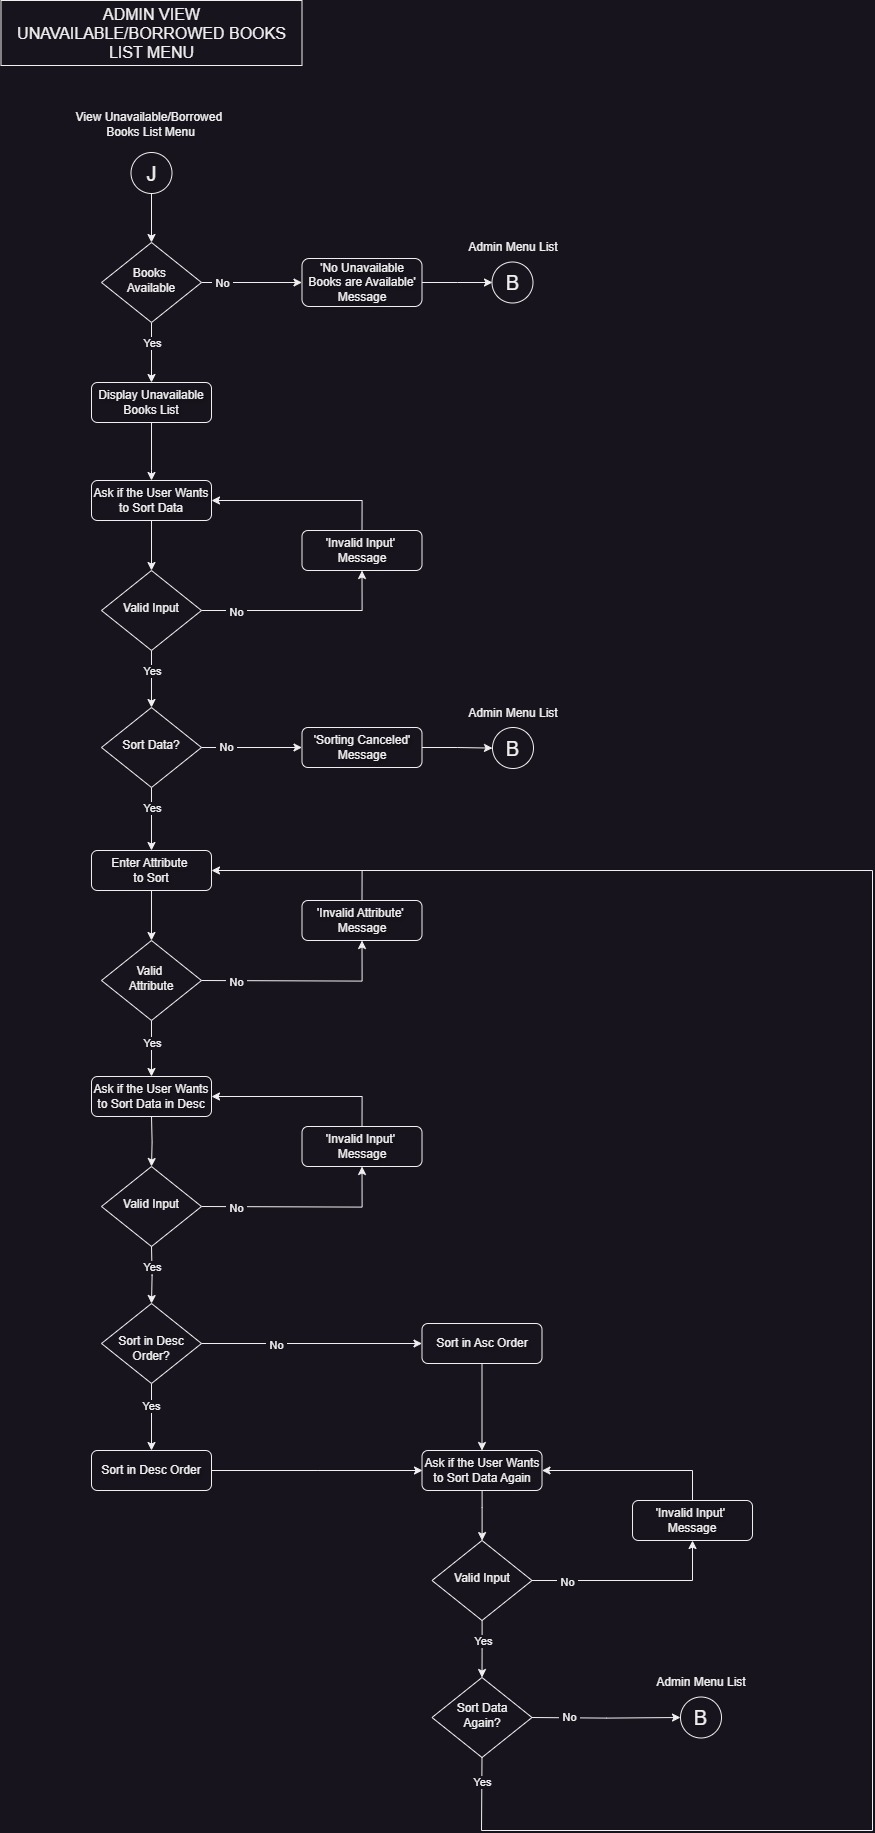 ADMIN VIEW
UNAVAILABLE/BORROWED BOOKS
LIST MENU
View Unavailable/Borrowed
Books List Menu
J
Books
Available
No
'No Unavailable
Books are Available'
Message
Admin Menu List
B
Yes
Display Unavailable
Books List
Ask if the User Wants
to Sort Data
'Invalid Input'
Message
Valid Input
No
Yes
Sort Data?
No
'Sorting Canceled'
Message
Admin Menu List
B
Yes
Enter Attribute
to Sort
'Invalid Attribute'
Message
Valid
Attribute
No
Yes
Ask if the User Wants
to Sort Data in Desc
'Invalid Input'
Message
Valid Input
No
Yes
Sort in Desc
Order?
No
Sort in Asc Order
Yes
Sort in Desc Order
Ask if the User Wants
to Sort Data Again
'Invalid Input'
Message
Valid Input
No
Yes
Sort Data
Again?
No
Admin Menu List
B
Yes